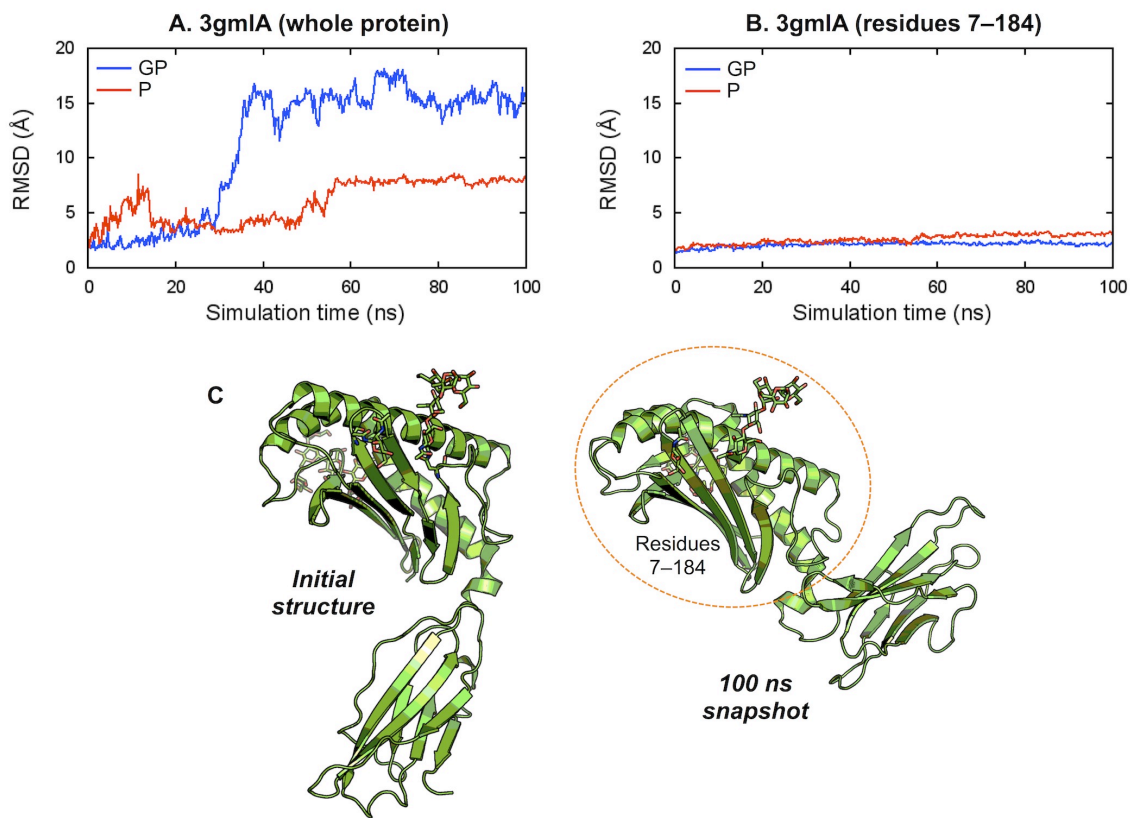 A. 3gmlA (whole protein)
20
15
10
5
0
RMSD (Å)
GP
P
0 20 40 60 80 100
Simulation time (ns)
B. 3gmlA (residues 7–184)
20
15
10
5
0
RMSD (Å)
GP
P
0 20 40 60 80 100
Simulation time (ns)
C
Initial
structure
Residues
7–184
100 ns
snapshot